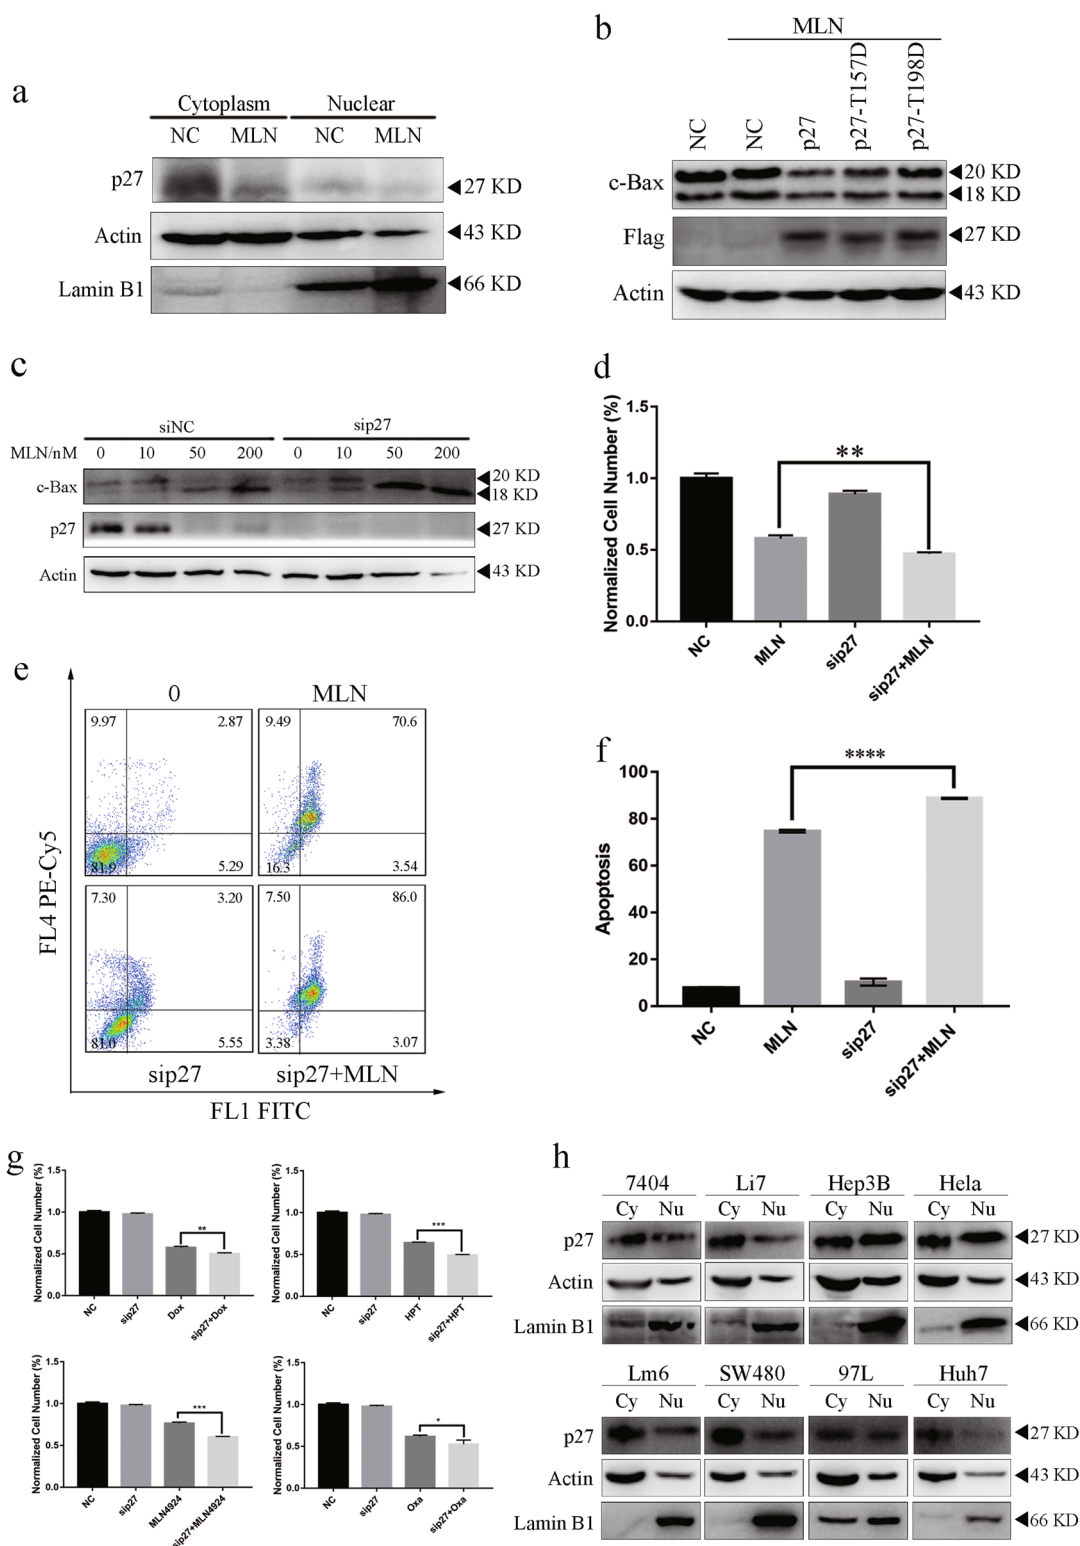 a
Cytoplasm Nuclear
NC MLN NC MLN
p27 ◄27 KD
Actin ◄43 KD
Lamin B1 ◄66 KD
b
MLN
NC NC p27 p27-T157D p27-T198D
c-Bax ◄20 KD
◄18 KD
Flag ◄27 KD
Actin ◄43 KD
c
siNC sip27
MLN/nM 0 10 50 200 0 10 50 200
c-Bax ◄20 KD
◄18 KD
p27 ◄27 KD
Actin ◄43 KD
d
Normalized Cell Number (%)
1.5
1.0
0.5
0.0
**
NC MLN sip27 sip27+MLN
e
FL4 PE-Cy5
0 MLN
9.97 2.87 9.49 70.6
81.9 5.29 16.3 3.54
7.30 3.20 7.50 86.0
81.0 5.55 3.38 3.07
sip27 sip27+MLN
FL1 FITC
f
Apoptosis
100
80
60
40
20
0
****
NC MLN sip27 sip27+MLN
g
Normalized Cell Number (%)
1.5
1.0
0.5
0.0
**
NC sip27 Dox sip27+Dox
Normalized Cell Number (%)
1.5
1.0
0.5
0.0
***
NC sip27 HPT sip27+HPT
Normalized Cell Number (%)
1.5
1.0
0.5
0.0
***
NC sip27 MLN4924 sip27+MLN4924
Normalized Cell Number (%)
1.5
1.0
0.5
0.0
*
NC sip27 Oxa sip27+Oxa
h
7404 Li7 Hep3B Hela
Cy Nu Cy Nu Cy Nu Cy Nu
p27 ◄27 KD
Actin ◄43 KD
Lamin B1 ◄66 KD
Lm6 SW480 97L Huh7
Cy Nu Cy Nu Cy Nu Cy Nu
p27 ◄27 KD
Actin ◄43 KD
Lamin B1 ◄66 KD